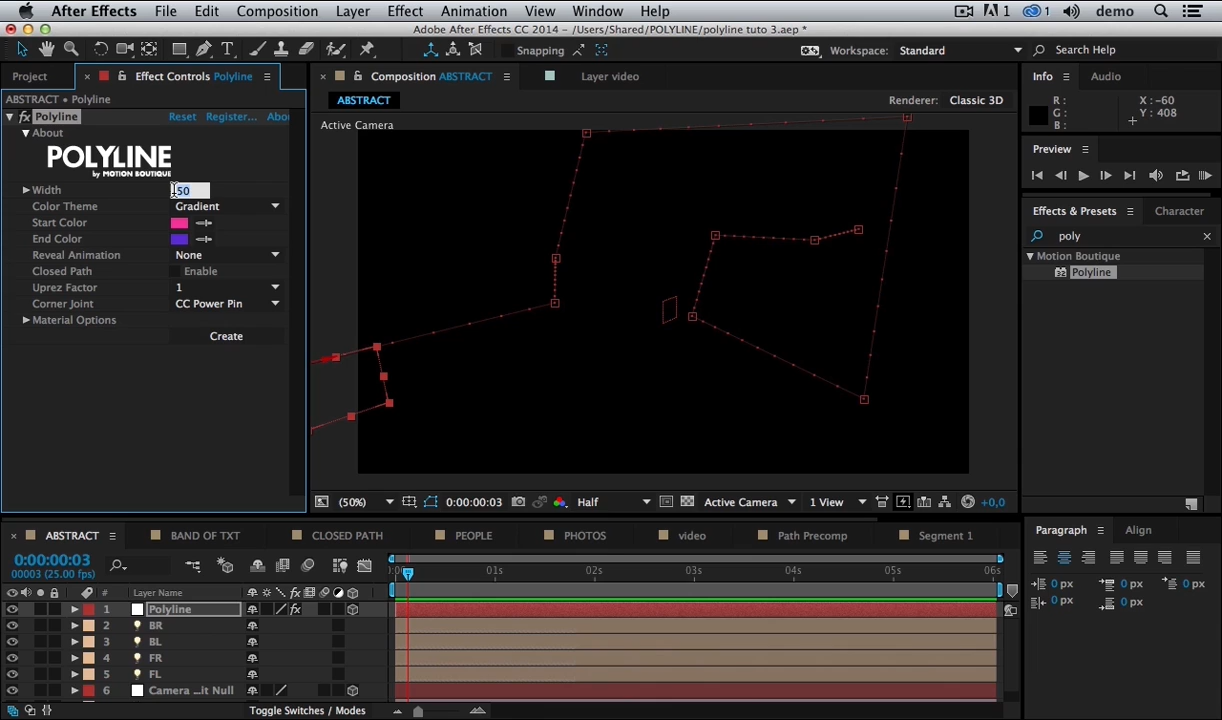 After Effects File Edit Composition Layer Effect Animation View Window Help 1 1 demo
Adobe After Effects CC 2014 - /Users/Shared/POLYLINE/polyline tuto 3.aep *
Snapping Workspace: Standard Search Help
Project Effect Controls Polyline Composition ABSTRACT Layer video Info Audio
ABSTRACT • Polyline
fx Polyline Reset Register... Abou
About
POLYLINE
by MOTION BOUTIQUE
Width 50
Color Theme Gradient
Start Color
End Color
Reveal Animation None
Closed Path Enable
Uprez Factor 1
Corner Joint CC Power Pin
Material Options
Create
ABSTRACT Renderer: Classic 3D
Active Camera
(50%) 0:00:00:03 Half Active Camera 1 View +0,0
R: X : -60
G: Y : 408
B:
Preview
Effects & Presets Character
poly
Motion Boutique
Polyline
ABSTRACT BAND OF TXT CLOSED PATH PEOPLE PHOTOS video Path Precomp Segment 1
0:00:00:03
00003 (25.00 fps)
:00 01s 02s 03s 04s 05s 06s
# Layer Name
1 Polyline fx
2 BR
3 BL
4 FR
5 FL
6 Camera ...it Null
Toggle Switches / Modes
Paragraph Align
0 px 0 px 0 px
0 px 0 px